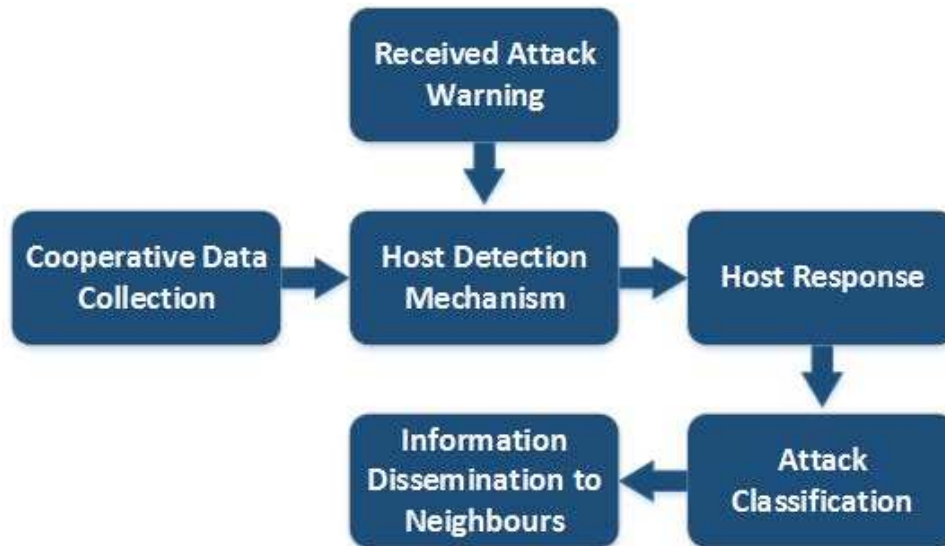 Received Attack
Warning
Cooperative Data
Collection
Host Detection
Mechanism
Host Response
Information
Dissemination to
Neighbours
Attack
Classification